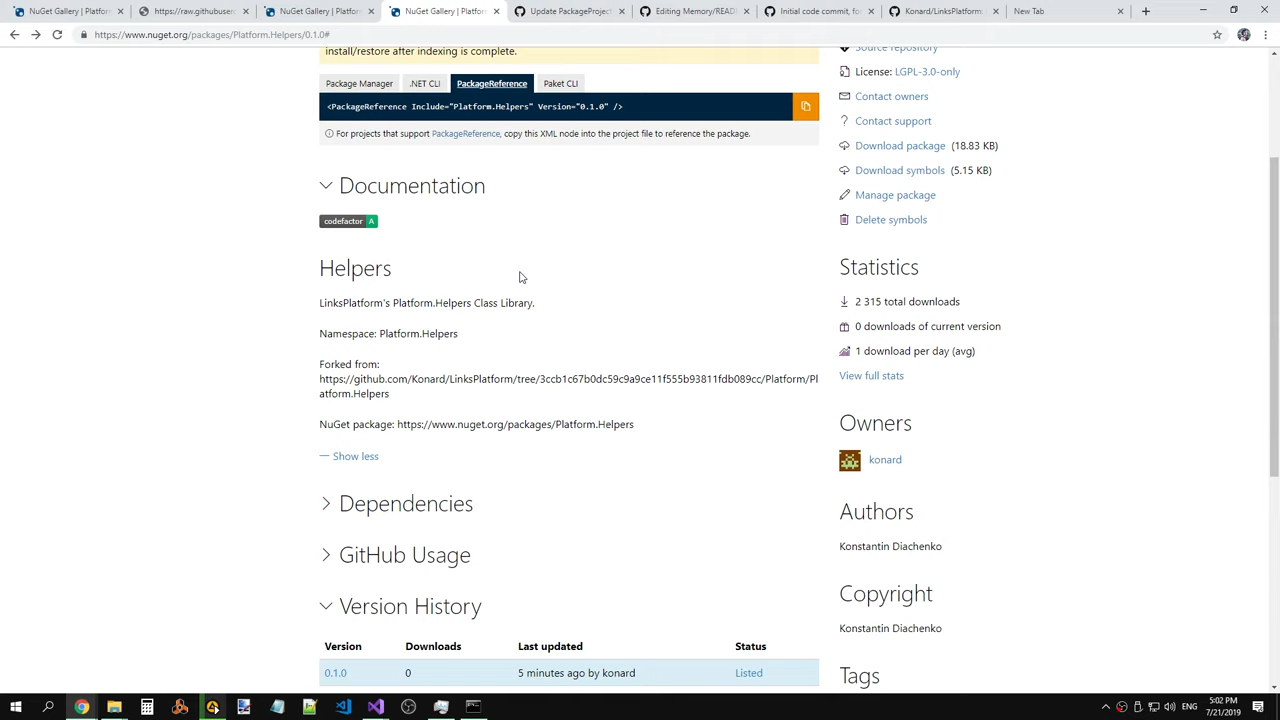 NuGet Gallery | Platform
https://raw.githubuserc
NuGet Gallery | Platform
NuGet Gallery | Platform
Update PackageProject
Editing Memory/READI
Initial code commit, fo
Konard/LinksPlatform:
New Tab
https://www.nuget.org/packages/Platform.Helpers/0.1.0#
install/restore after indexing is complete.
Package Manager
.NET CLI
PackageReference
Paket CLI
<PackageReference Include="Platform.Helpers" Version="0.1.0" />
For projects that support PackageReference, copy this XML node into the project file to reference the package.
Documentation
codefactor A
Helpers
LinksPlatform's Platform.Helpers Class Library.
Namespace: Platform.Helpers
Forked from:
https://github.com/Konard/LinksPlatform/tree/3ccb1c67b0dc59c9a9ce11f555b93811fdb089cc/Platform/Pl
atform.Helpers
NuGet package: https://www.nuget.org/packages/Platform.Helpers
Show less
Dependencies
GitHub Usage
Version History
Version
Downloads
Last updated
Status
0.1.0
0
5 minutes ago by konard
Listed
Source repository
License: LGPL-3.0-only
Contact owners
Contact support
Download package (18.83 KB)
Download symbols (5.15 KB)
Manage package
Delete symbols
Statistics
2 315 total downloads
0 downloads of current version
1 download per day (avg)
View full stats
Owners
konard
Authors
Konstantin Diachenko
Copyright
Konstantin Diachenko
Tags
ENG
5:02 PM
7/21/2019